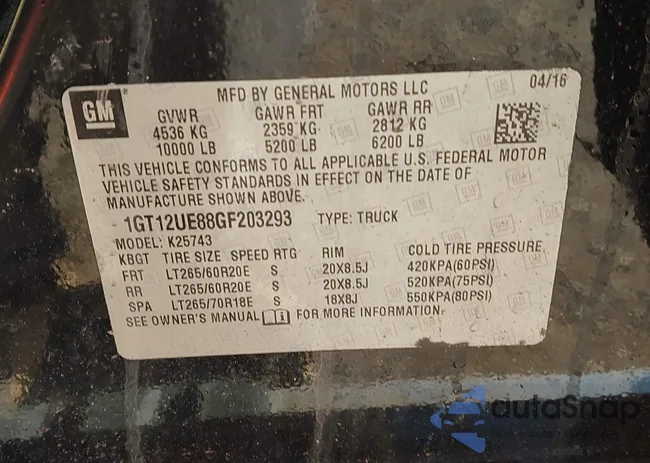 GM
MFD BY GENERAL MOTORS LLC 04/16
GVWR GAWR FRT GAWR RR
4536 KG 2359 KG 2812 KG
10000 LB 5200 LB 6200 LB
THIS VEHICLE CONFORMS TO ALL APPLICABLE U.S. FEDERAL MOTOR
VEHICLE SAFETY STANDARDS IN EFFECT ON THE DATE OF
MANUFACTURE SHOWN ABOVE.
1GT12UE88GF203293 TYPE: TRUCK
MODEL: K25743
KBGT TIRE SIZE SPEED RTG RIM COLD TIRE PRESSURE
FRT LT265/60R20E S 20X8.5J 420KPA(60PSI)
RR LT265/60R20E S 20X8.5J 520KPA(75PSI)
SPA LT265/70R18E S 18X8J 550KPA(80PSI)
SEE OWNER'S MANUAL FOR MORE INFORMATION.
autoSnap